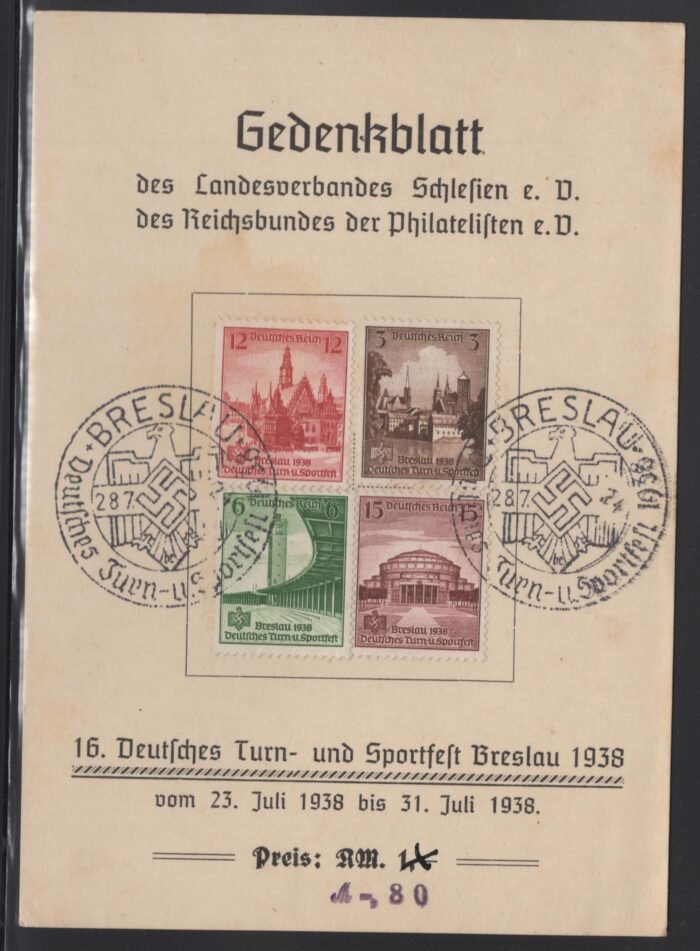 Gedenkblatt
des Landesverbandes Schlesien e. V.
des Reichsbundes der Philatelisten e. V.
12 Deutsches Reich 12
Breslau 1938
Deutsches Turn-u. Sportfest
3 Deutsches Reich 3
Breslau 1938
Deutsches Turn-u. Sportfest
6 Deutsches Reich 6
Breslau 1938
Deutsches Turn-u. Sportfest
15 Deutsches Reich 15
Breslau 1938
Deutsches Turn-u. Sportfest
BRESLAU
28.7.
Deutsches Turn-u. Sportfest
BRESLAU
28.7.
24
Turn-u. Sportfest 1938
16. Deutsches Turn- und Sportfest Breslau 1938
vom 23. Juli 1938 bis 31. Juli 1938.
Preis: RM.
-,80